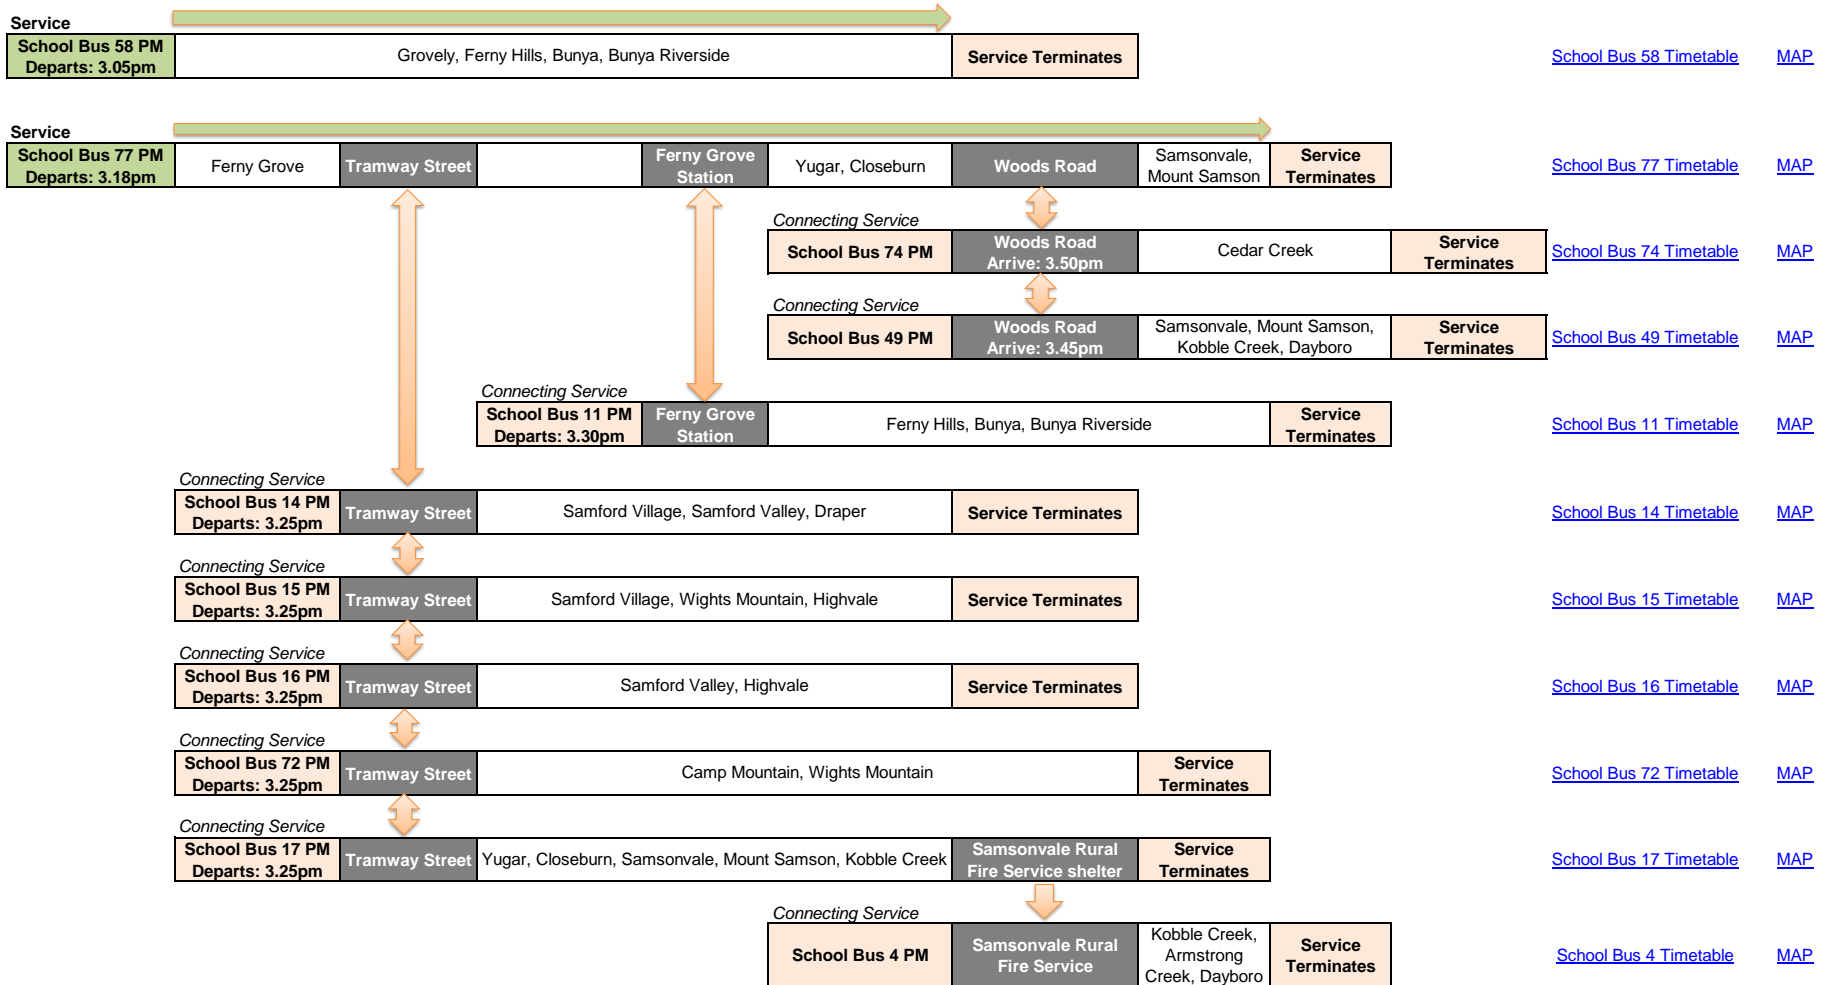 Service
School Bus 58 PM
Departs: 3.05pm
Grovely, Ferny Hills, Bunya, Bunya Riverside
Service Terminates
School Bus 58 Timetable
MAP
Service
School Bus 77 PM
Departs: 3.18pm
Ferny Grove
Tramway Street
Ferny Grove
Station
Yugar, Closeburn
Woods Road
Samsonvale,
Mount Samson
Service
Terminates
School Bus 77 Timetable
MAP
Connecting Service
School Bus 74 PM
Woods Road
Arrive: 3.50pm
Cedar Creek
Service
Terminates
School Bus 74 Timetable
MAP
Connecting Service
School Bus 49 PM
Woods Road
Arrive: 3.45pm
Samsonvale, Mount Samson,
Kobble Creek, Dayboro
Service
Terminates
School Bus 49 Timetable
MAP
Connecting Service
School Bus 11 PM
Departs: 3.30pm
Ferny Grove
Station
Ferny Hills, Bunya, Bunya Riverside
Service
Terminates
School Bus 11 Timetable
MAP
Connecting Service
School Bus 14 PM
Departs: 3.25pm
Tramway Street
Samford Village, Samford Valley, Draper
Service Terminates
School Bus 14 Timetable
MAP
Connecting Service
School Bus 15 PM
Departs: 3.25pm
Tramway Street
Samford Village, Wights Mountain, Highvale
Service Terminates
School Bus 15 Timetable
MAP
Connecting Service
School Bus 16 PM
Departs: 3.25pm
Tramway Street
Samford Valley, Highvale
Service Terminates
School Bus 16 Timetable
MAP
Connecting Service
School Bus 72 PM
Departs: 3.25pm
Tramway Street
Camp Mountain, Wights Mountain
Service
Terminates
School Bus 72 Timetable
MAP
Connecting Service
School Bus 17 PM
Departs: 3.25pm
Tramway Street
Yugar, Closeburn, Samsonvale, Mount Samson, Kobble Creek
Samsonvale Rural
Fire Service shelter
Service
Terminates
School Bus 17 Timetable
MAP
Connecting Service
School Bus 4 PM
Samsonvale Rural
Fire Service
Kobble Creek,
Armstrong
Creek, Dayboro
Service
Terminates
School Bus 4 Timetable
MAP